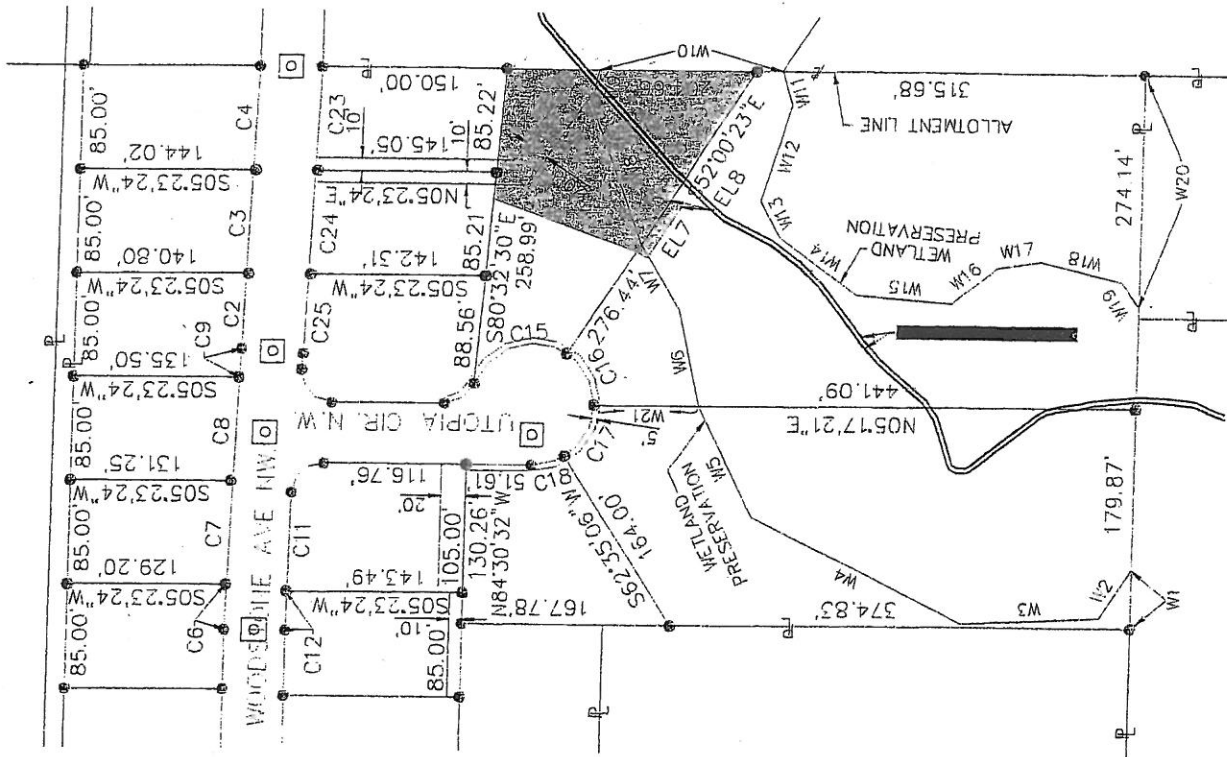 85.00'
85.00'
85.00'
85.00'
85.00'
85.00'
144.02'
S05°23'24"W
140.80'
S05°23'24"W
135.50'
S05°23'24"W
131.25'
S05°23'24"W
129.20'
S05°23'24"W
C4
C3
C2
C9
C8
C7
C6
WOODSTONE AVE NW.
C23
C24
C25
C11
C12
150.00'
10'
145.05'
10'
N05°23'24"E
142.31'
85.22'
85.21
88.56'
S05°23'24"W
S80°32'30"E
258.99'
UTOPIA CIR. N.W.
116.76'
20'
51.61'
C18
C17
C16
C15
276.44'
143.49'
S05°23'24"W
105.00'
130.26'
N84°30'32"W
10'
85.00'
167.78'
S62°35'06"W
164.00'
374.83'
WETLAND
PRESERVATION
5'
W21
N05°17'21"E
441.09'
EL7
EL8
S52°00'23"E
W10
W11
W12
W13
W14
W15
W16
W17
W18
W19
W20
WETLAND
PRESERVATION
ALLOTMENT LINE
315.68'
274.14'
179.87'
W7
W6
W5
W4
W3
W2
W1